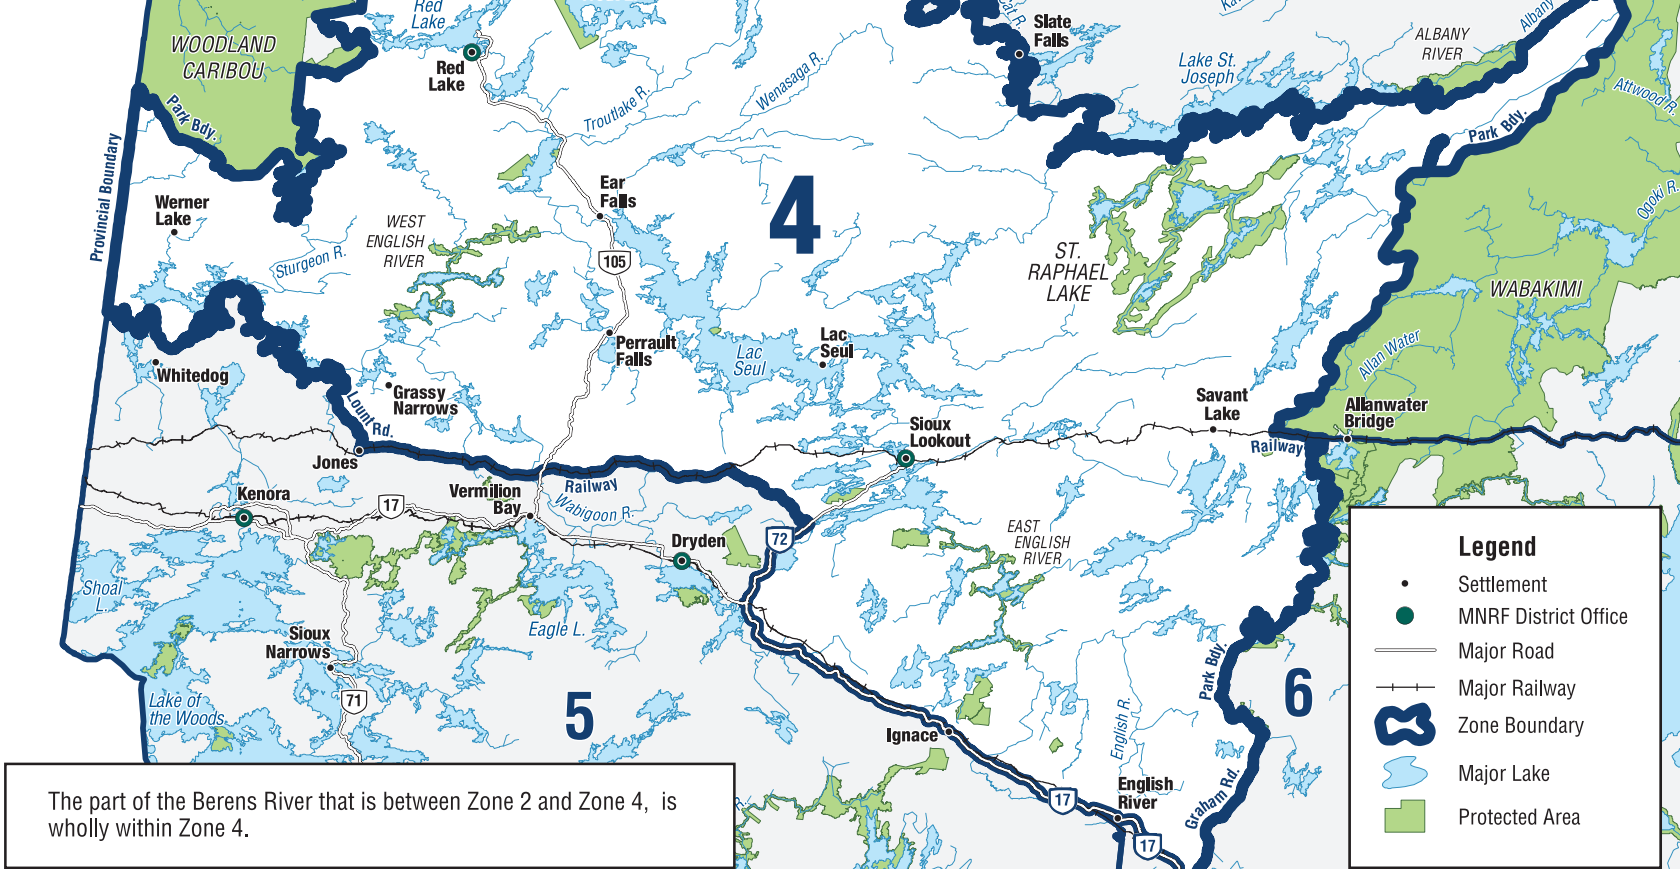 Red
Lake
WOODLAND
CARIBOU
Red
Lake
Park Bdy.
Provincial Boundary
Troutlake R.
Wenasaga R.
Cat R.
Slate
Falls
Lake St.
Joseph
ALBANY
RIVER
Albany
Attwood R.
Park Bdy.
Ogoki R.
Werner
Lake
Ear
Falls
4
WEST
ENGLISH
RIVER
Sturgeon R.
105
ST.
RAPHAEL
LAKE
WABAKIMI
Perrault
Falls
Lac
Seul
Lac
Seul
Allan Water
Whitedog
Grassy
Narrows
Lount Rd.
Savant
Lake
Allanwater
Bridge
Sioux
Lookout
Railway
Jones
Kenora
17
Vermilion
Bay
Railway
Wabigoon R.
Dryden
72
EAST
ENGLISH
RIVER
Shoal
L.
Eagle L.
Sioux
Narrows
71
Lake of
the Woods
5
6
Park Bdy.
Ignace
English R.
English
River
17
17
Graham Rd.
The part of the Berens River that is between Zone 2 and Zone 4, is
wholly within Zone 4.
Legend
Settlement
MNRF District Office
Major Road
Major Railway
Zone Boundary
Major Lake
Protected Area